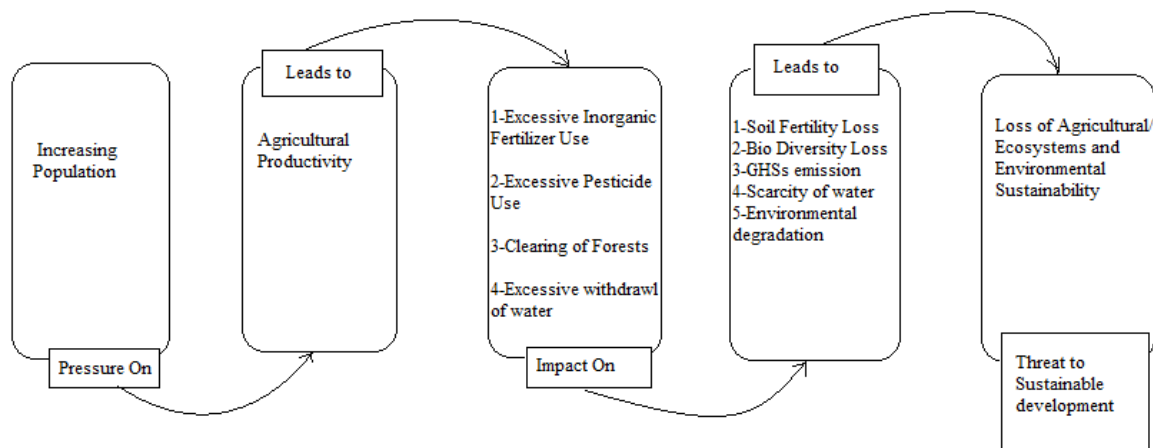 Increasing
Population
Pressure On
Leads to
Agricultural
Productivity
1-Excessive Inorganic
Fertilizer Use
2-Excessive Pesticide
Use
3-Clearing of Forests
4-Excessive withdrawl
of water
Impact On
Leads to
1-Soil Fertility Loss
2-Bio Diversity Loss
3-GHSs emission
4-Scarcity of water
5-Environmental
degradation
Loss of Agricultural/
Ecosystems and
Environmental
Sustainability
Threat to
Sustainable
development